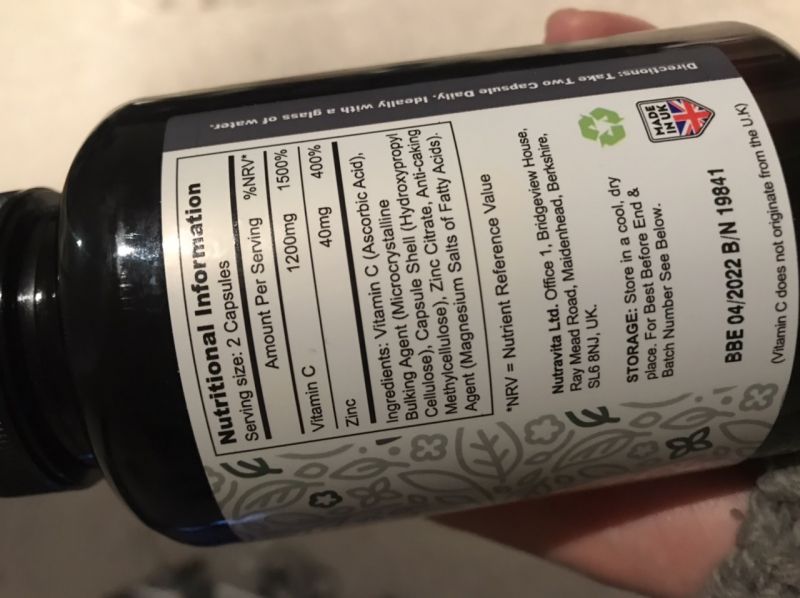 Directions: Take Two Capsule Daily. Ideally with a glass of water.
Nutritional Information
Serving size: 2 Capsules
Amount Per Serving %NRV*
Vitamin C 1200mg 1500%
Zinc 40mg 400%
Ingredients: Vitamin C (Ascorbic Acid),
Bulking Agent (Microcrystalline
Cellulose), Capsule Shell (Hydroxypropyl
Methylcellulose), Zinc Citrate, Anti-caking
Agent (Magnesium Salts of Fatty Acids).
*NRV = Nutrient Reference Value
Nutravita Ltd. Office 1, Bridgeview House,
Ray Mead Road, Maidenhead, Berkshire,
SL6 8NJ, UK.
STORAGE: Store in a cool, dry
place. For Best Before End &
Batch Number See Below.
MADE
IN UK
BBE 04/2022 B/N 19841
(Vitamin C does not originate from the U.K)